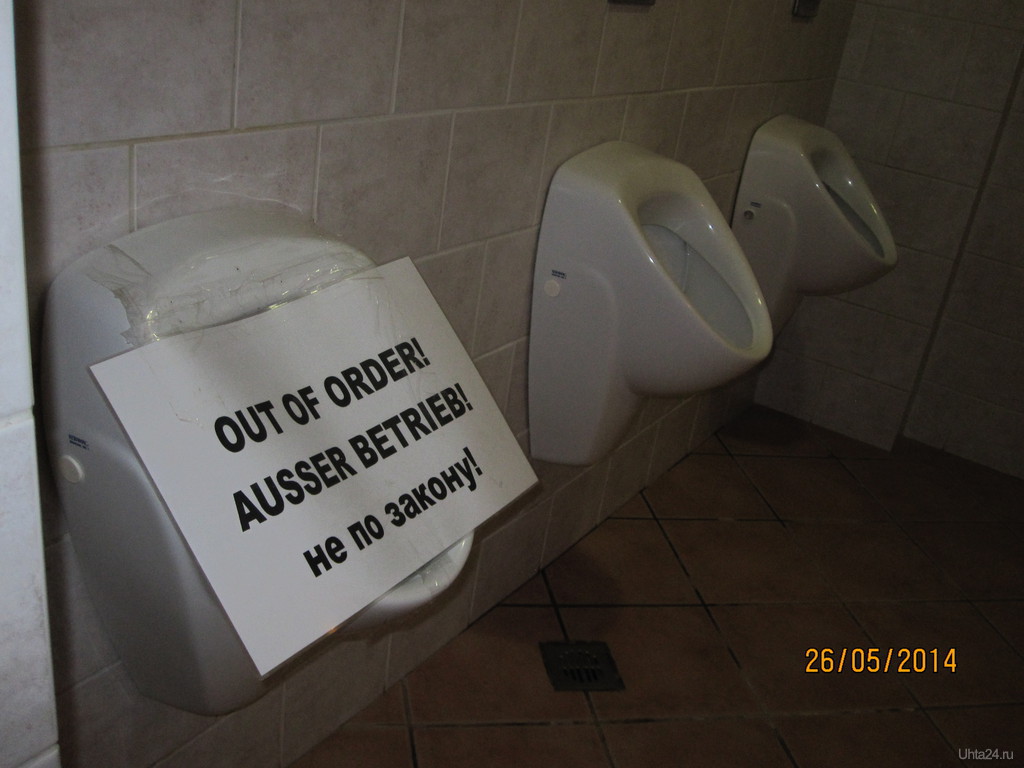 OUT OF ORDER!
AUSSER BETRIEB!
не по закону!
26/05/2014
Uhta24.ru